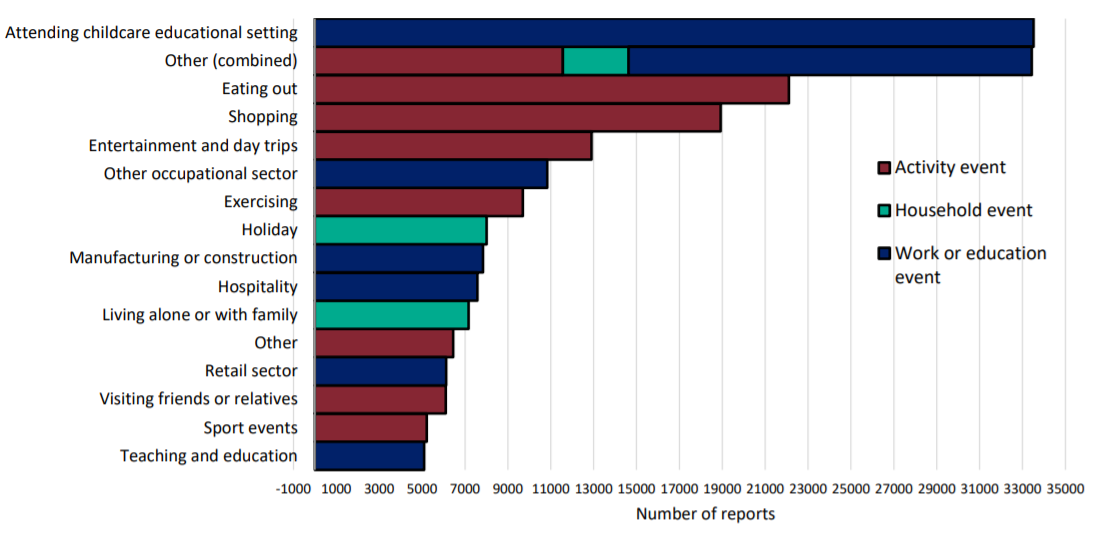 Attending childcare educational setting
Other (combined)
Eating out
Shopping
Entertainment and day trips
Other occupational sector
Exercising
Holiday
Manufacturing or construction
Hospitality
Living alone or with family
Other
Retail sector
Visiting friends or relatives
Sport events
Teaching and education
Activity event
Household event
Work or education
event
-1000 1000 3000 5000 7000 9000 11000 13000 15000 17000 19000 21000 23000 25000 27000 29000 31000 33000 35000
Number of reports